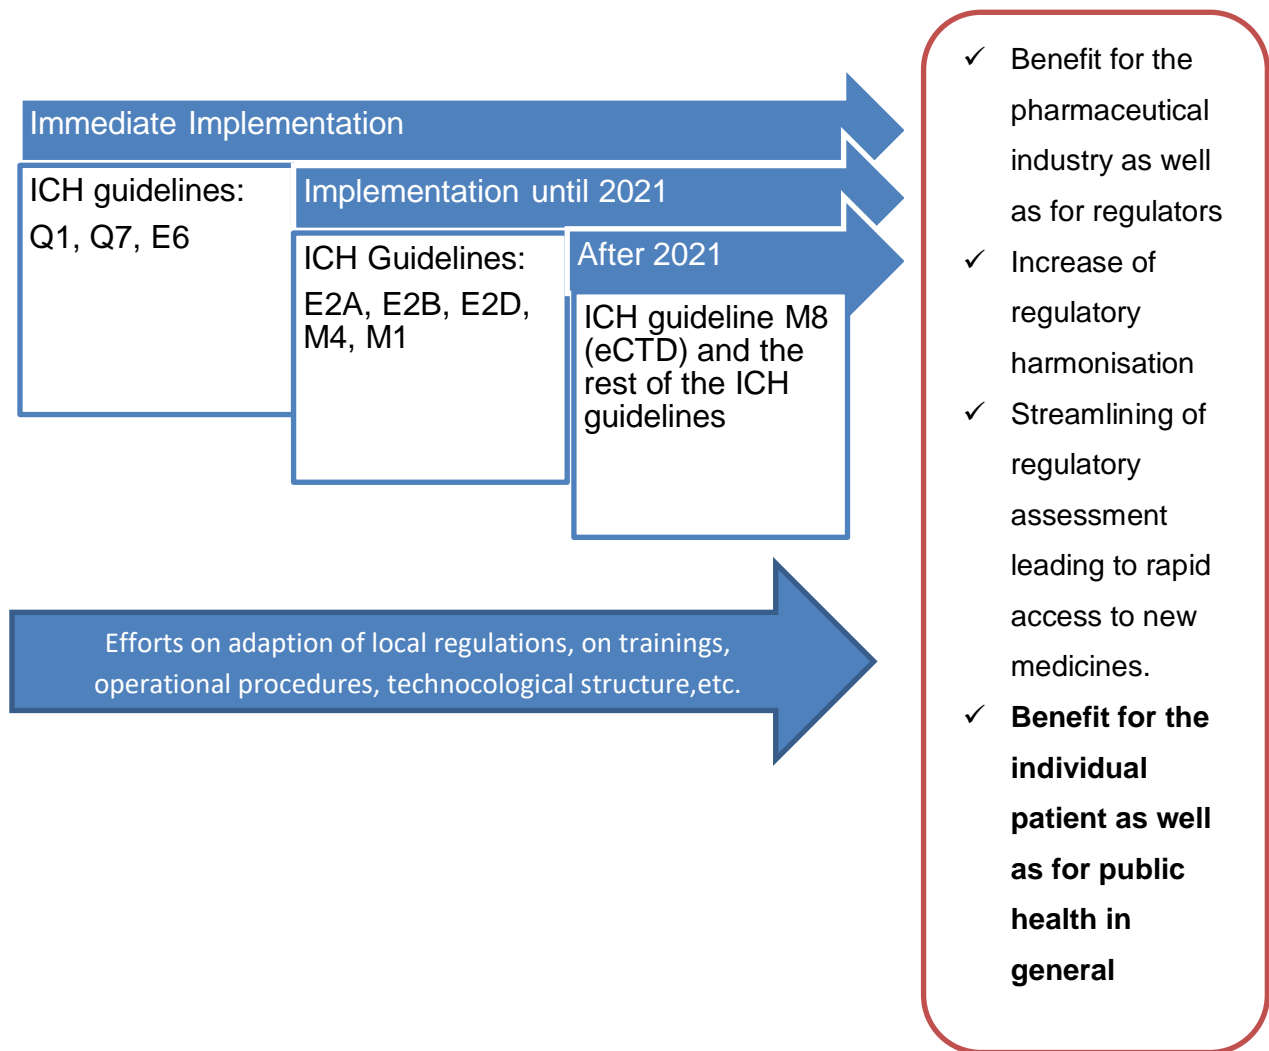 Immediate Implementation
ICH guidelines:
Q1, Q7, E6
Implementation until 2021
ICH Guidelines:
E2A, E2B, E2D,
M4, M1
After 2021
ICH guideline M8
(eCTD) and the
rest of the ICH
guidelines
Efforts on adaption of local regulations, on trainings,
operational procedures, technocological structure,etc.
✓ Benefit for the
pharmaceutical
industry as well
as for regulators
✓ Increase of
regulatory
harmonisation
✓ Streamlining of
regulatory
assessment
leading to rapid
access to new
medicines.
✓ Benefit for the
individual
patient as well
as for public
health in
general